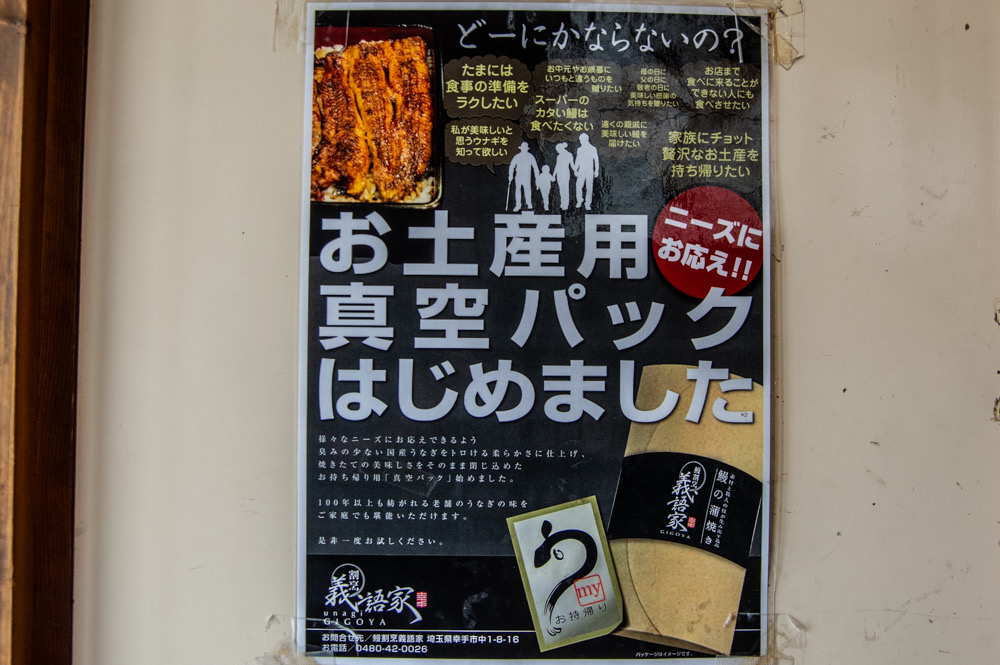 どーにかならないの?
たまには
食事の準備を
ラクしたい
お中元やお歳暮に
いつもと違うものを
贈りたい
母の日に
父の日に
敬老の日に
美味しい感謝の
気持ちを贈りたい
お店まで
食べに来ることが
できない人にも
食べさせたい
スーパーの
カタい鰻は
食べたくない
私が美味しいと
思うウナギを
知って欲しい
遠くの親戚に
美味しい鰻を
届けたい
家族にチョット
贅沢なお土産を
持ち帰りたい
ニーズに
お応え!!
お土産用
真空パック
はじめました
様々なニーズにお応えできるよう
臭みの少ない国産うなぎをトロける柔らかさに仕上げ、
焼きたての美味しさをそのまま閉じ込めた
お持ち帰り用「真空パック」始めました。
100年以上も紡がれる老舗のうなぎの味を
ご家庭でも堪能いただけます。
是非一度お試しください。
鰻割烹
義語家
GIGOYA
鰻の蒲焼き
う
my
お持帰り
割烹
義語家
幸手
unagi
GIGOYA
お問合せ先/鰻割烹義語家 埼玉県幸手市中1-8-16
お電話/0480-42-0026
パッケージはイメージです。